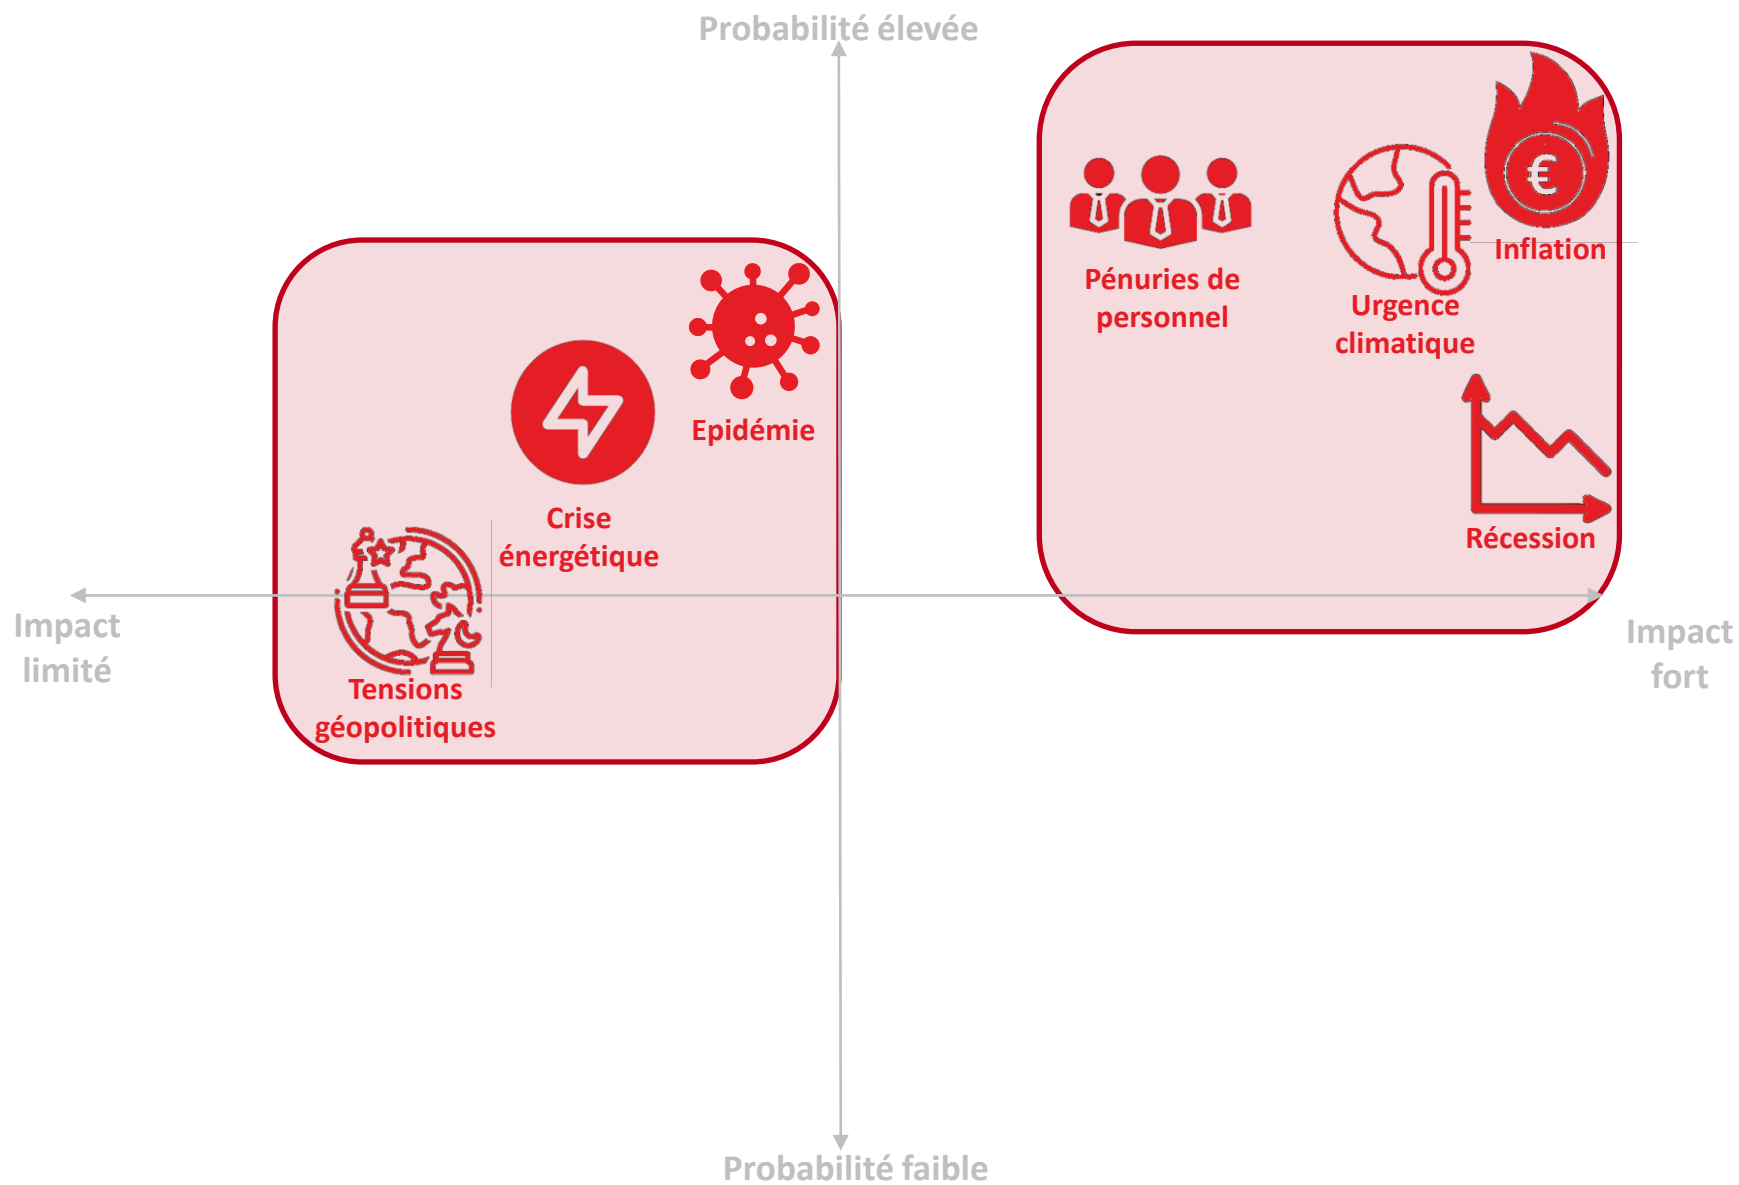 Probabilité élevée
€
Inflation
Pénuries de
personnel
Urgence
climatique
Epidémie
Crise
énergétique
Récession
Impact
limité
Impact
fort
Tensions
géopolitiques
Probabilité faible